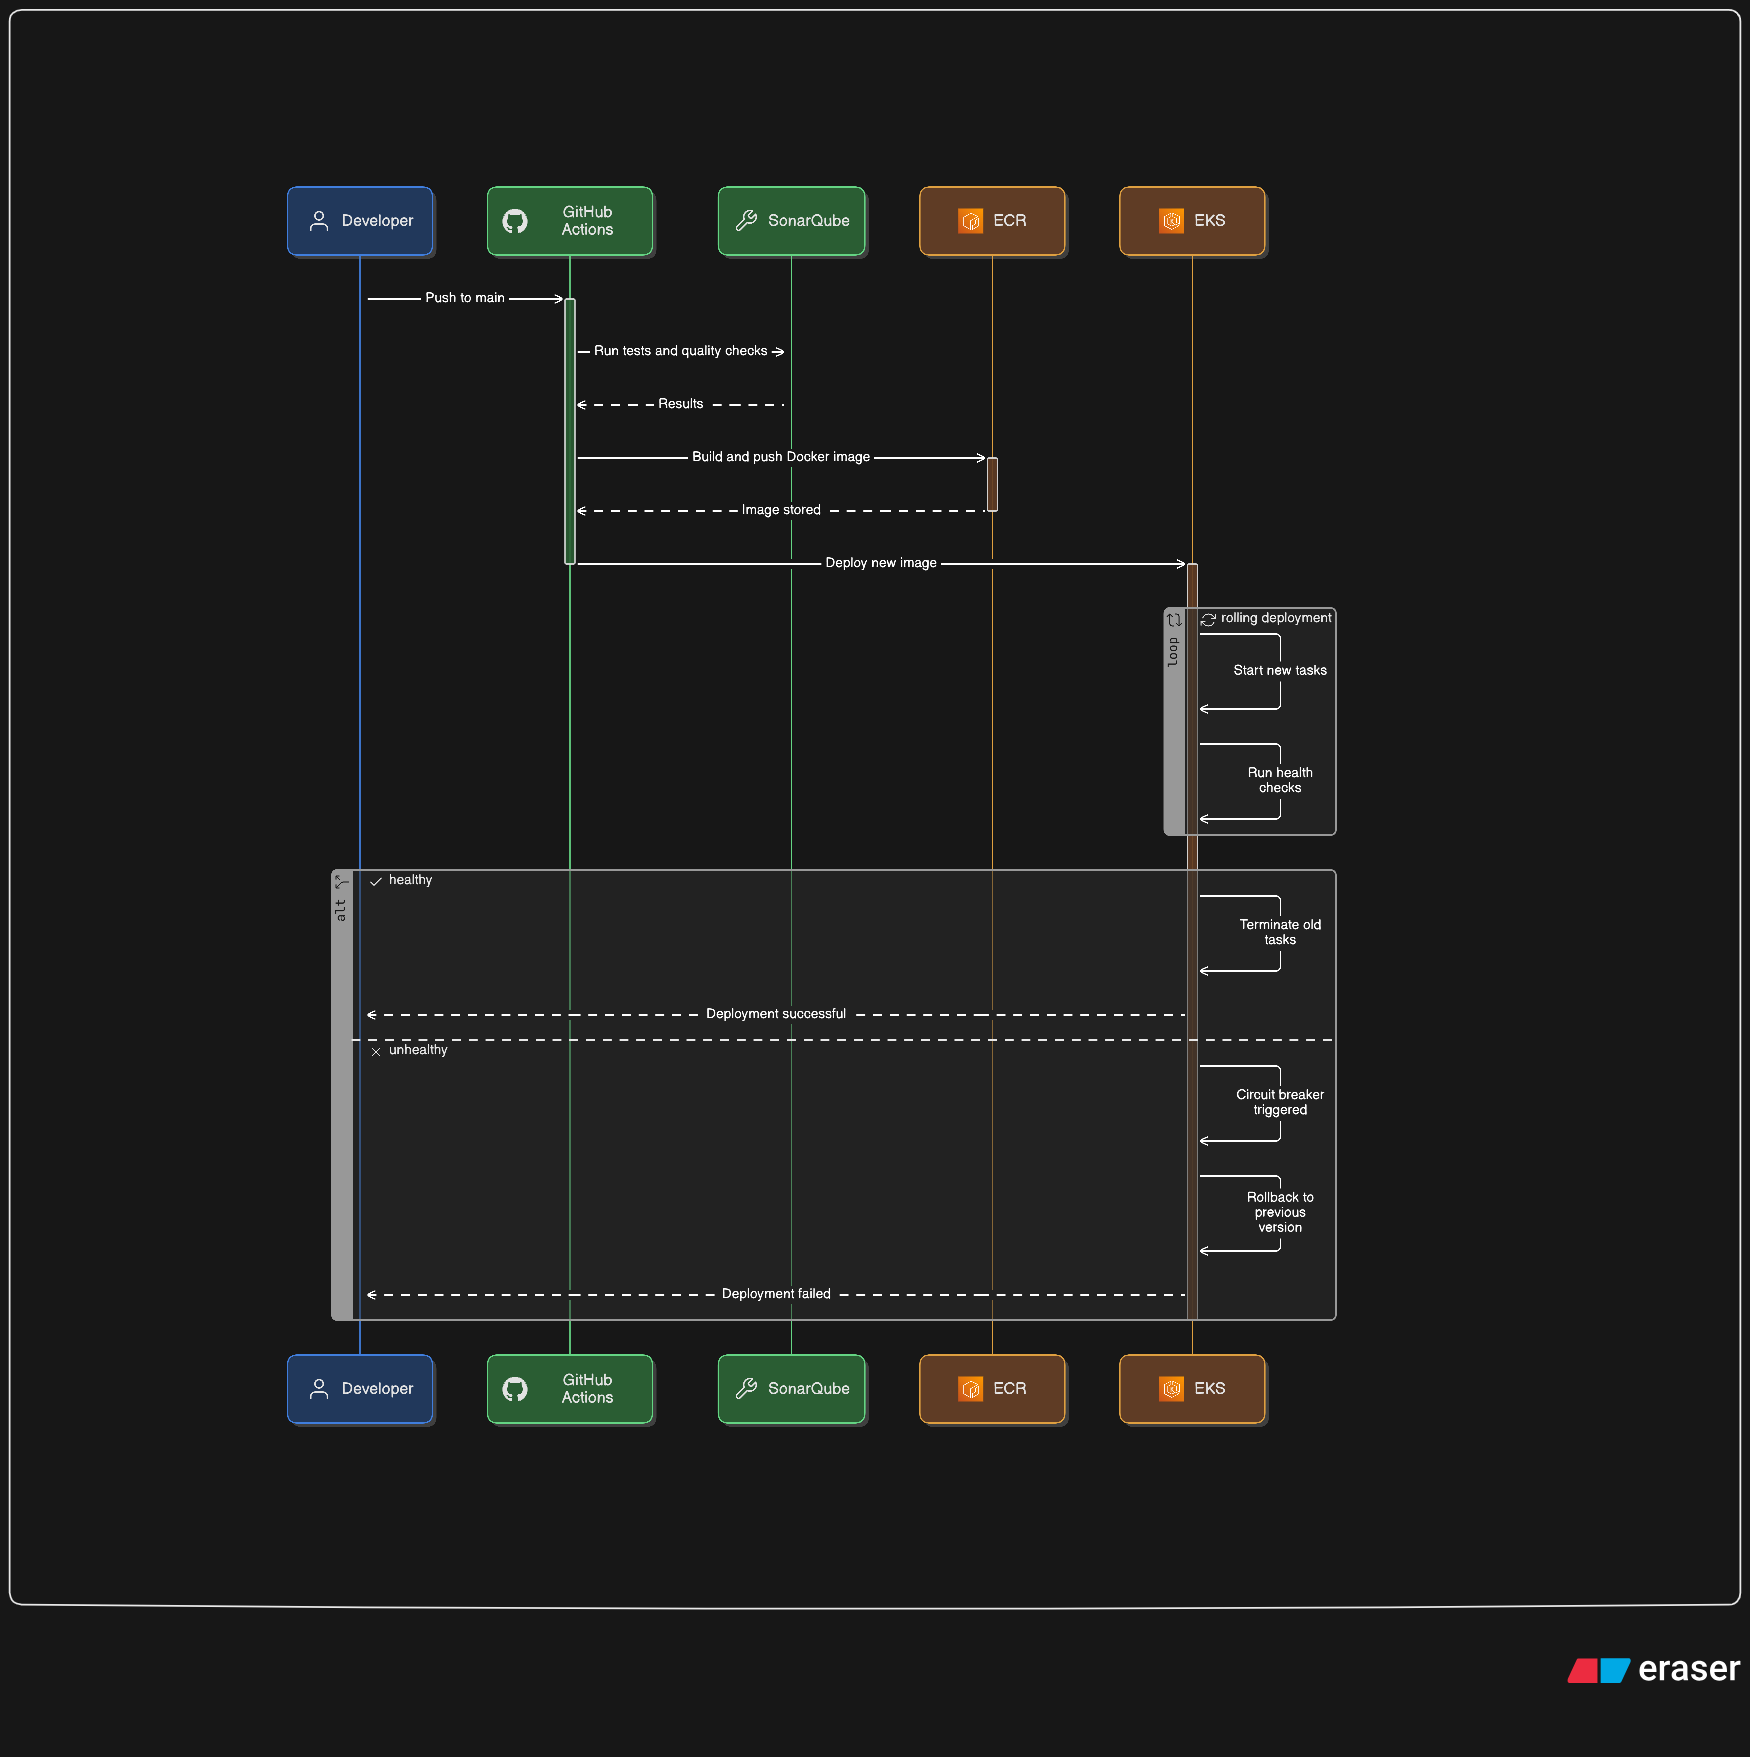 Developer
GitHub
Actions
SonarQube
ECR
EKS
Push to main
Run tests and quality checks
Results
Build and push Docker image
Image stored
Deploy new image
loop
rolling deployment
Start new tasks
Run health
checks
alt
healthy
Terminate old
tasks
Deployment successful
unhealthy
Circuit breaker
triggered
Rollback to
previous
version
Deployment failed
Developer
GitHub
Actions
SonarQube
ECR
EKS
eraser